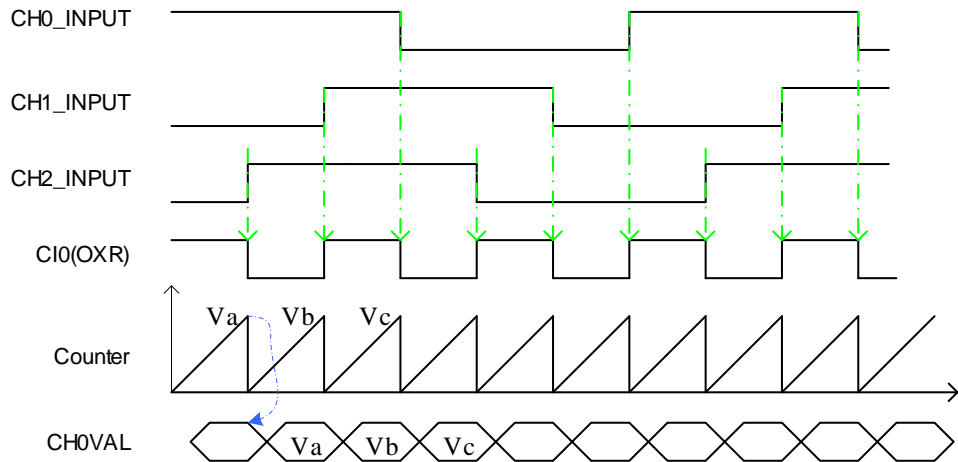 CH0_INPUT
CH1_INPUT
CH2_INPUT
CI0(OXR)
Va Vb Vc
Counter
CH0VAL Va Vb Vc